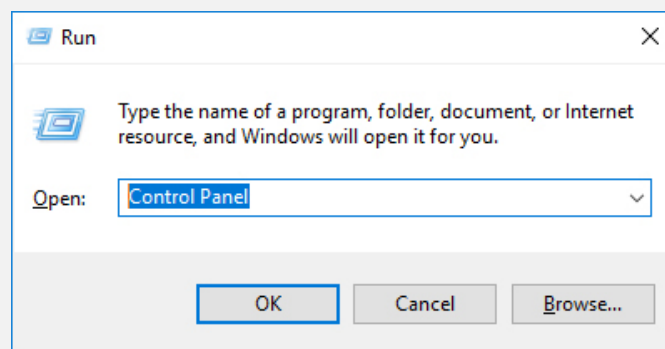 Run
Type the name of a program, folder, document, or Internet
resource, and Windows will open it for you.
Open: Control Panel
OK Cancel Browse...